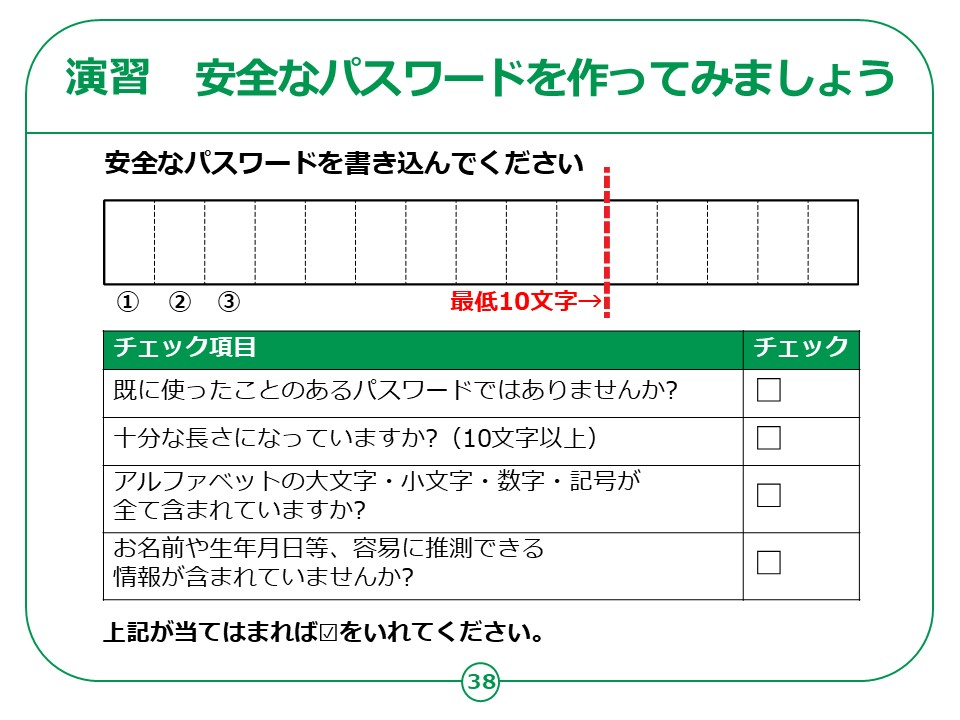 演習　安全なパスワードを作ってみましょう
安全なパスワードを書き込んでください
① ② ③
最低10文字→
チェック項目 チェック
既に使ったことのあるパスワードではありませんか? □
十分な長さになっていますか?（10文字以上） □
アルファベットの大文字・小文字・数字・記号が
全て含まれていますか? □
お名前や生年月日等、容易に推測できる
情報が含まれていませんか? □
上記が当てはまれば☑をいれてください。
38